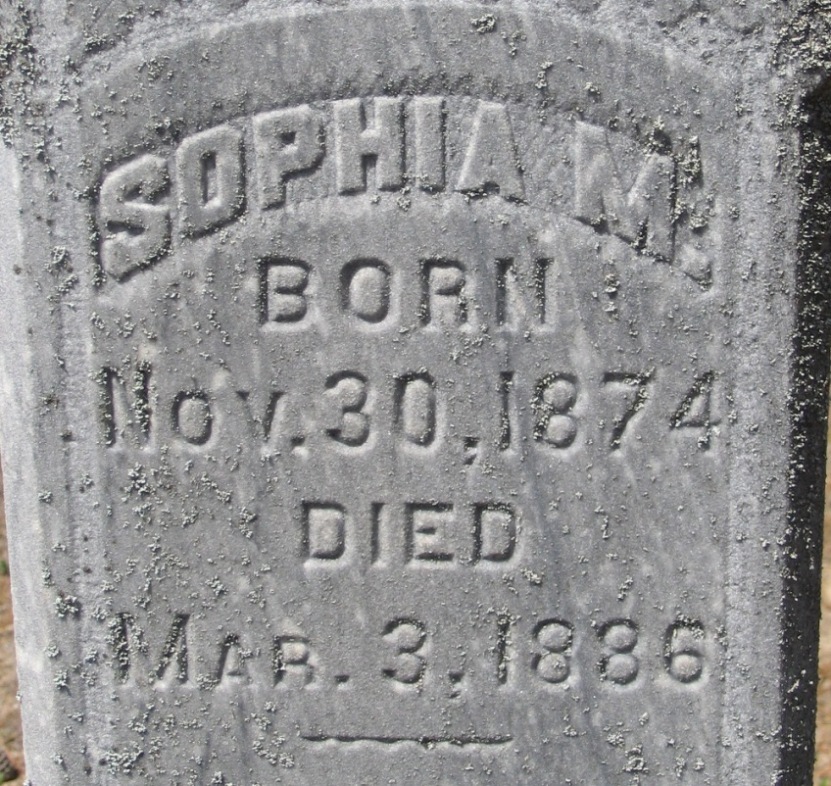 SOPHIA M.
BORN
NOV. 30, 1874
DIED
MAR. 3, 1886